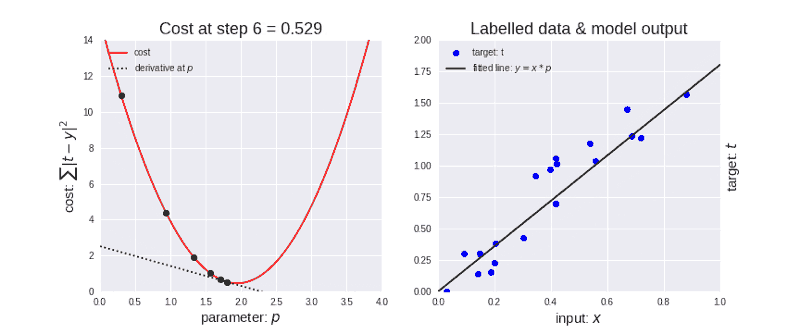 Cost at step 6 = 0.529
cost
derivative at p
14
12
10
8
6
4
2
0
cost: ∑|t − y|²
0.0 0.5 1.0 1.5 2.0 2.5 3.0 3.5 4.0
parameter: p
Labelled data & model output
target: t
fitted line: y = x * p
2.00
1.75
1.50
1.25
1.00
0.75
0.50
0.25
0.00
target: t
0.0 0.2 0.4 0.6 0.8 1.0
input: x